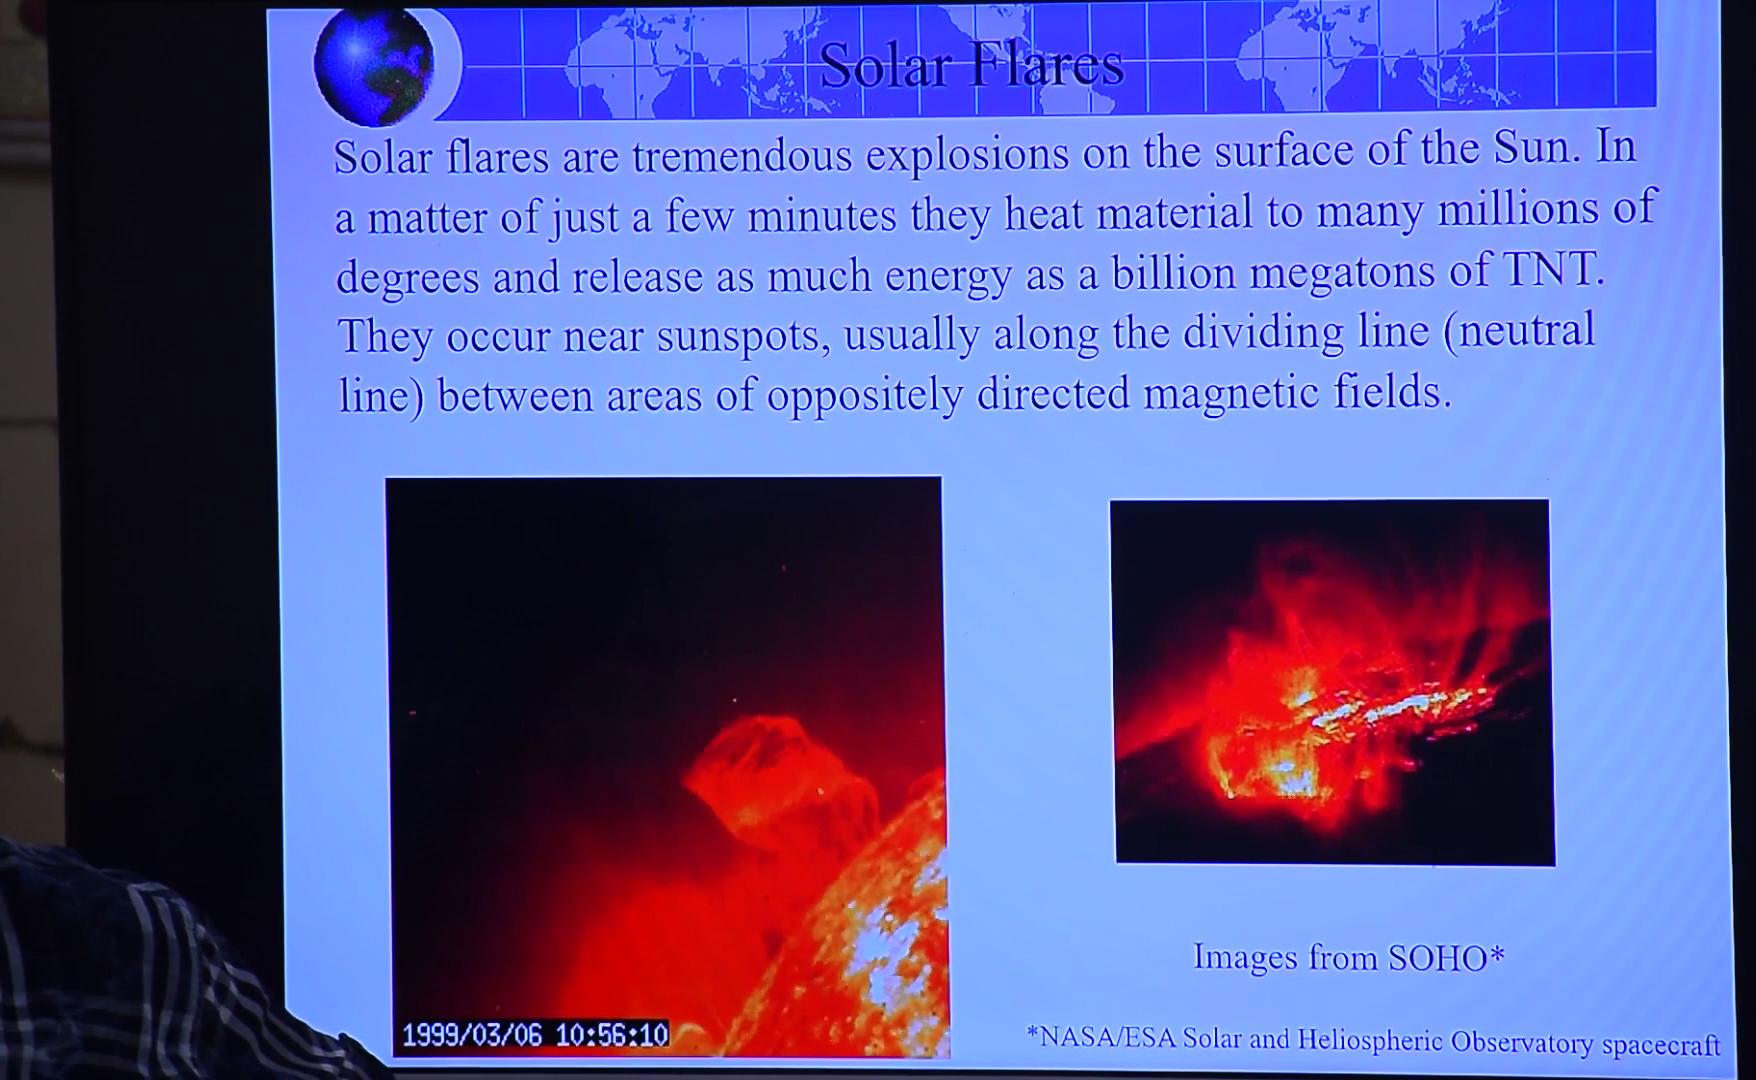 Solar Flares
Solar flares are tremendous explosions on the surface of the Sun. In
a matter of just a few minutes they heat material to many millions of
degrees and release as much energy as a billion megatons of TNT.
They occur near sunspots, usually along the dividing line (neutral
line) between areas of oppositely directed magnetic fields.
1999/03/06 10:56:10
Images from SOHO*
*NASA/ESA Solar and Heliospheric Observatory spacecraft